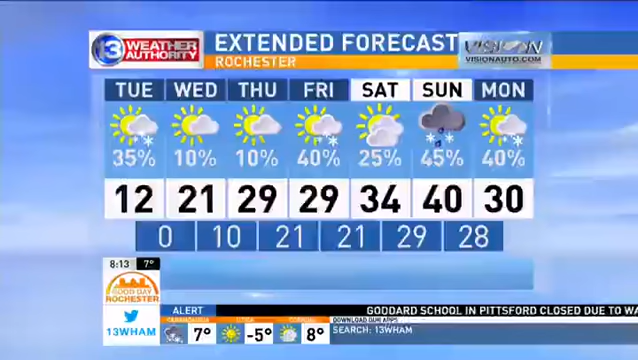 13 WEATHER AUTHORITY
EXTENDED FORECAST
ROCHESTER
VISION
VISIONAUTO.COM
TUE WED THU FRI SAT SUN MON
35% 10% 10% 40% 25% 45% 40%
12 21 29 29 34 40 30
0 10 21 21 29 28
8:13 7°
GOOD DAY
ROCHESTER
13WHAM
ALERT
GODDARD SCHOOL IN PITTSFORD CLOSED DUE TO WA
7° -5° 8°
DOWNLOAD OUR APPS
SEARCH: 13WHAM